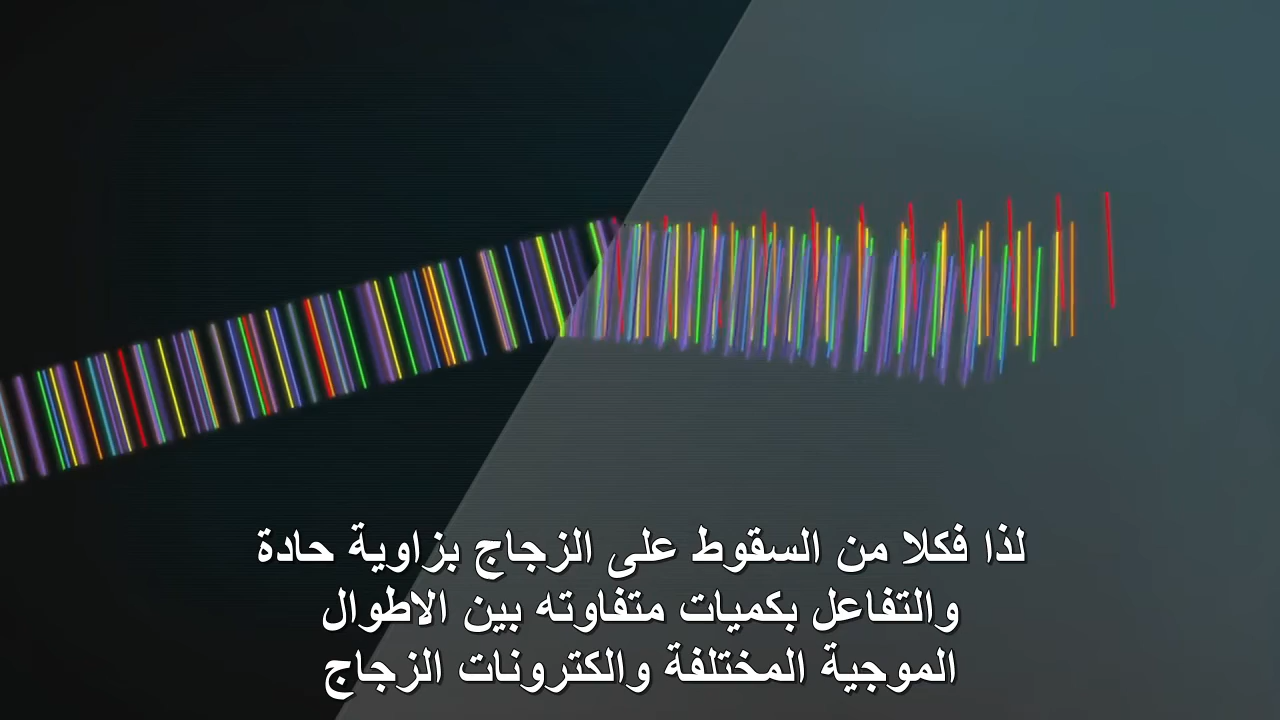 لذا فكلا من السقوط على الزجاج بزاوية حادة
والتفاعل بكميات متفاوته بين الاطوال
الموجية المختلفة والكترونات الزجاج